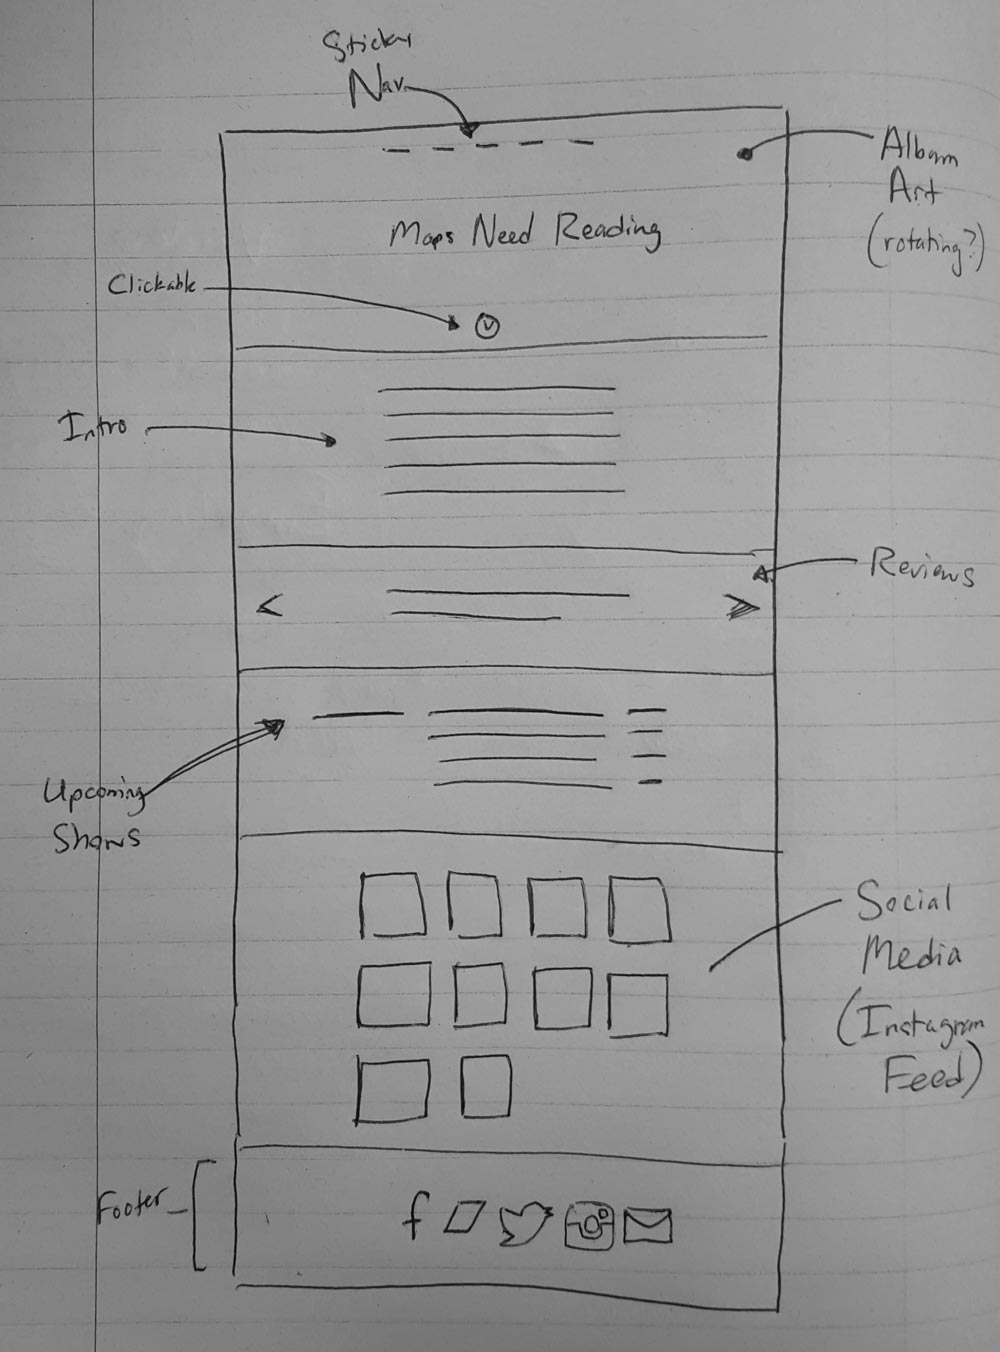 Sticky
Nav.
Album
Art
(rotating?)
Maps Need Reading
Clickable
Intro
Reviews
Upcoming
Shows
Social
Media
(Instagram
Feed)
Footer
f